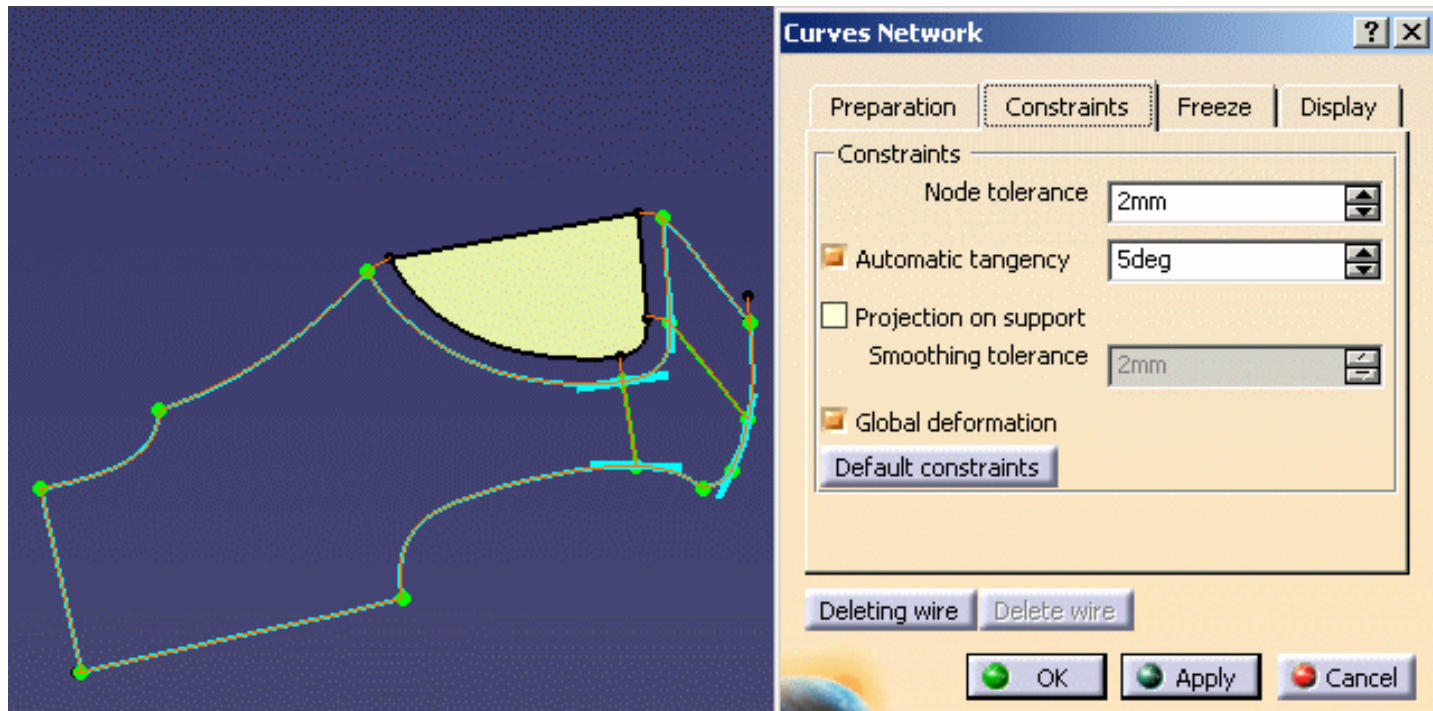 Curves Network
Preparation Constraints Freeze Display
Constraints
Node tolerance 2mm
Automatic tangency 5deg
Projection on support
Smoothing tolerance 2mm
Global deformation
Default constraints
Deleting wire Delete wire
OK Apply Cancel